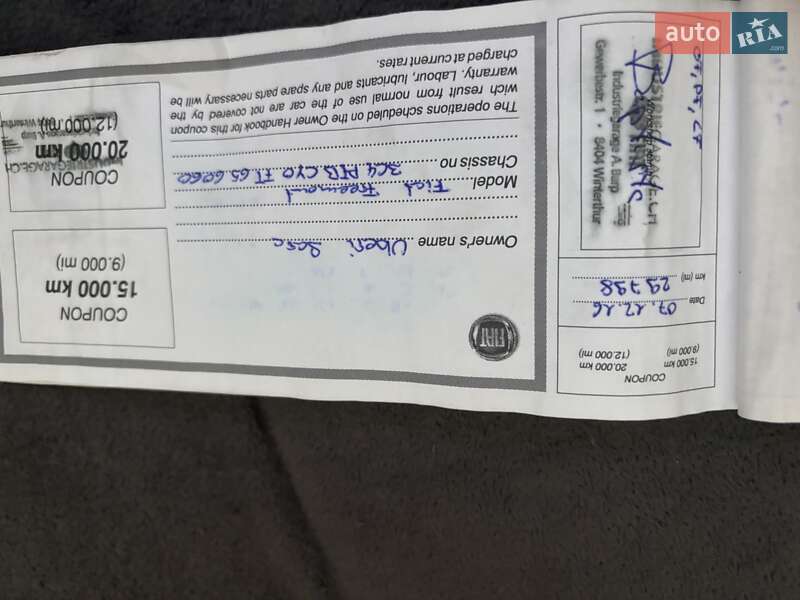 auto RIA
.com
COUPON
15.000 km
(9.000 mi)
20.000 km
(12.000 mi)
Date 07.12.16
km (mi) 29798
Industriegarage A. Barp
Gewerbestr. 1 • 8404 Winterthur
FIAT
Owner's name
Model. Fiat Freemont
Chassis no
The operations scheduled on the Owner Handbook for this coupon
which result from normal use of the car are not covered by the
warranty. Labour, lubricants and any spare parts necessary will be
charged at current rates.
COUPON
15.000 km
(9.000 mi)
COUPON
20.000 km
(12.000 mi)